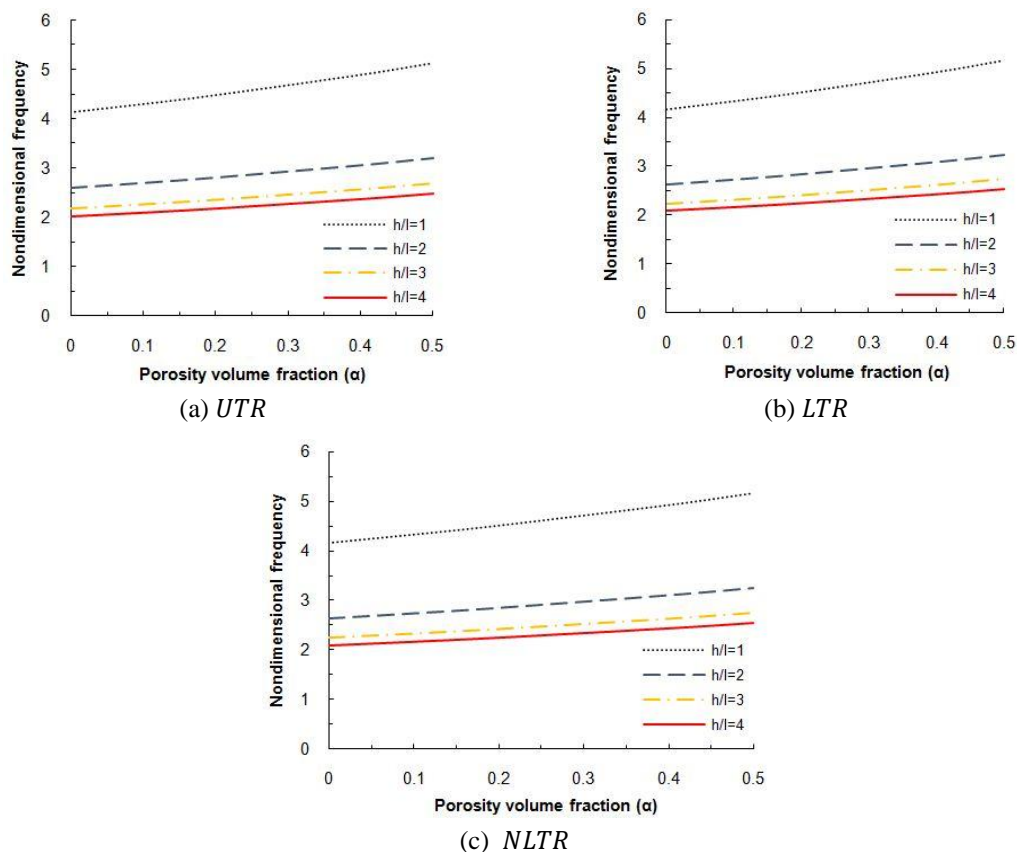 Nondimensional frequency
6
5
4
3
2
1
0
h/l=1
h/l=2
h/l=3
h/l=4
0 0.1 0.2 0.3 0.4 0.5
Porosity volume fraction (α)
(a) UTR
Nondimensional frequency
6
5
4
3
2
1
0
h/l=1
h/l=2
h/l=3
h/l=4
0 0.1 0.2 0.3 0.4 0.5
Porosity volume fraction (α)
(b) LTR
Nondimensional frequency
6
5
4
3
2
1
0
h/l=1
h/l=2
h/l=3
h/l=4
0 0.1 0.2 0.3 0.4 0.5
Porosity volume fraction (α)
(c) NLTR